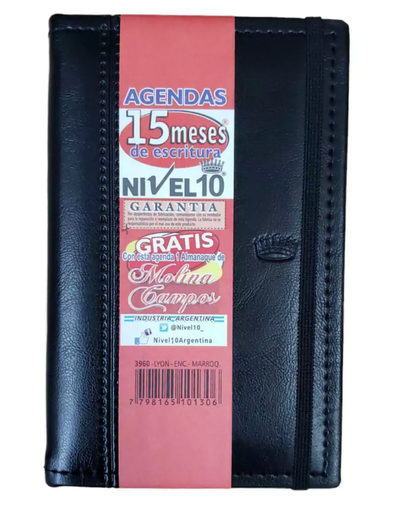 AGENDAS
15 meses
de escritura
NIVEL10
GARANTIA
GRATIS
Con esta agenda 1 Almanaque de
Molina
Campos
INDUSTRIA ARGENTINA
@Nivel10_
Nivel10Argentina
3960 - LYON - ENC - MARROQ.
7 798165 101306